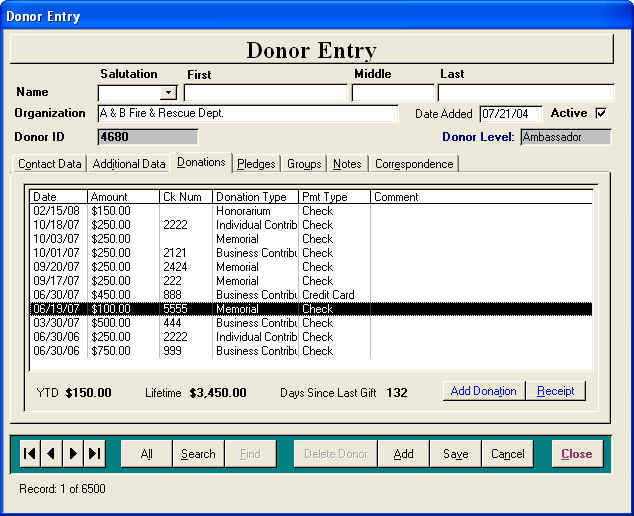 Donor Entry
Donor Entry
Salutation First Middle Last
Name
Organization A & B Fire & Rescue Dept. Date Added 07/21/04 Active
Donor ID 4680 Donor Level: Ambassador
Contact Data Additional Data Donations Pledges Groups Notes Correspondence
Date Amount Ck Num Donation Type Pmt Type Comment
02/15/08 $150.00 Honorarium Check
10/18/07 $250.00 2222 Individual Contrib Check
10/03/07 $250.00 Memorial Check
10/01/07 $250.00 2121 Business Contribu Check
09/20/07 $250.00 2424 Memorial Check
09/17/07 $250.00 222 Memorial Check
06/30/07 $450.00 888 Business Contribu Credit Card
06/19/07 $100.00 5555 Memorial Check
03/30/07 $500.00 444 Business Contribu Check
06/30/06 $250.00 2222 Individual Contrib Check
06/30/06 $750.00 999 Business Contribu Check
YTD $150.00 Lifetime $3,450.00 Days Since Last Gift 132 Add Donation Receipt
All Search Find Delete Donor Add Save Cancel Close
Record: 1 of 6500